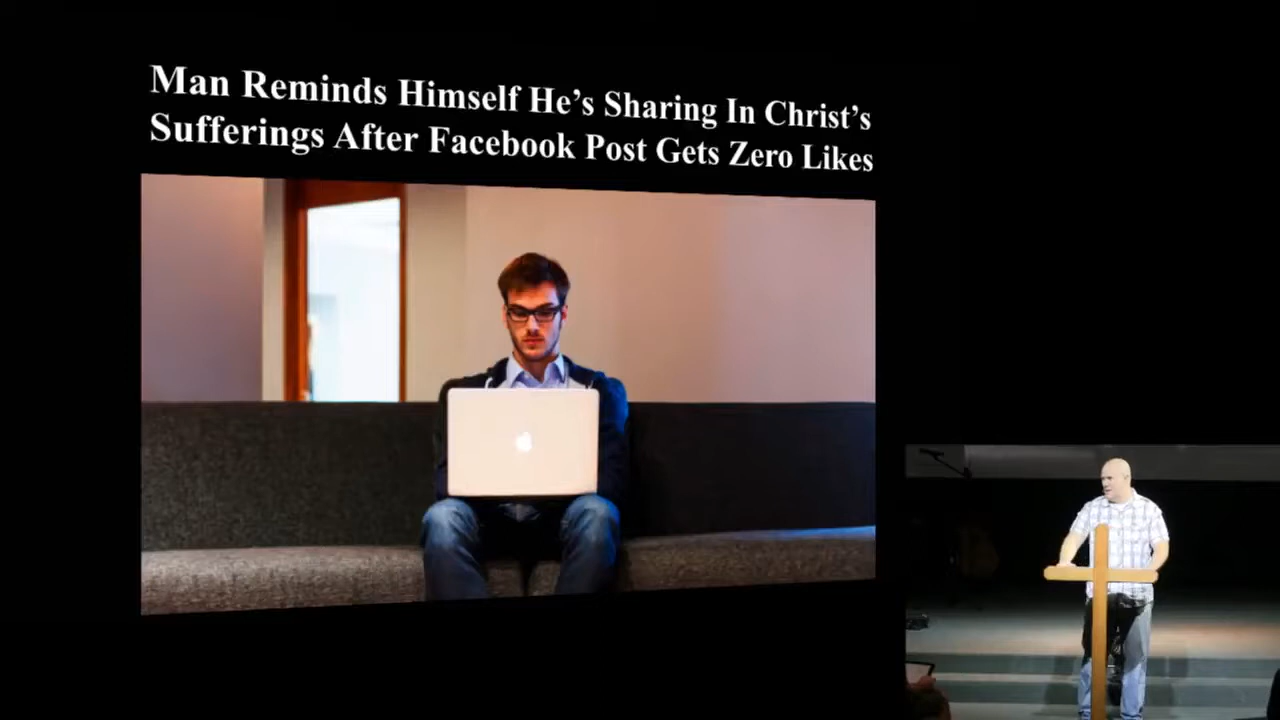 Man Reminds Himself He’s Sharing In Christ’s
Sufferings After Facebook Post Gets Zero Likes